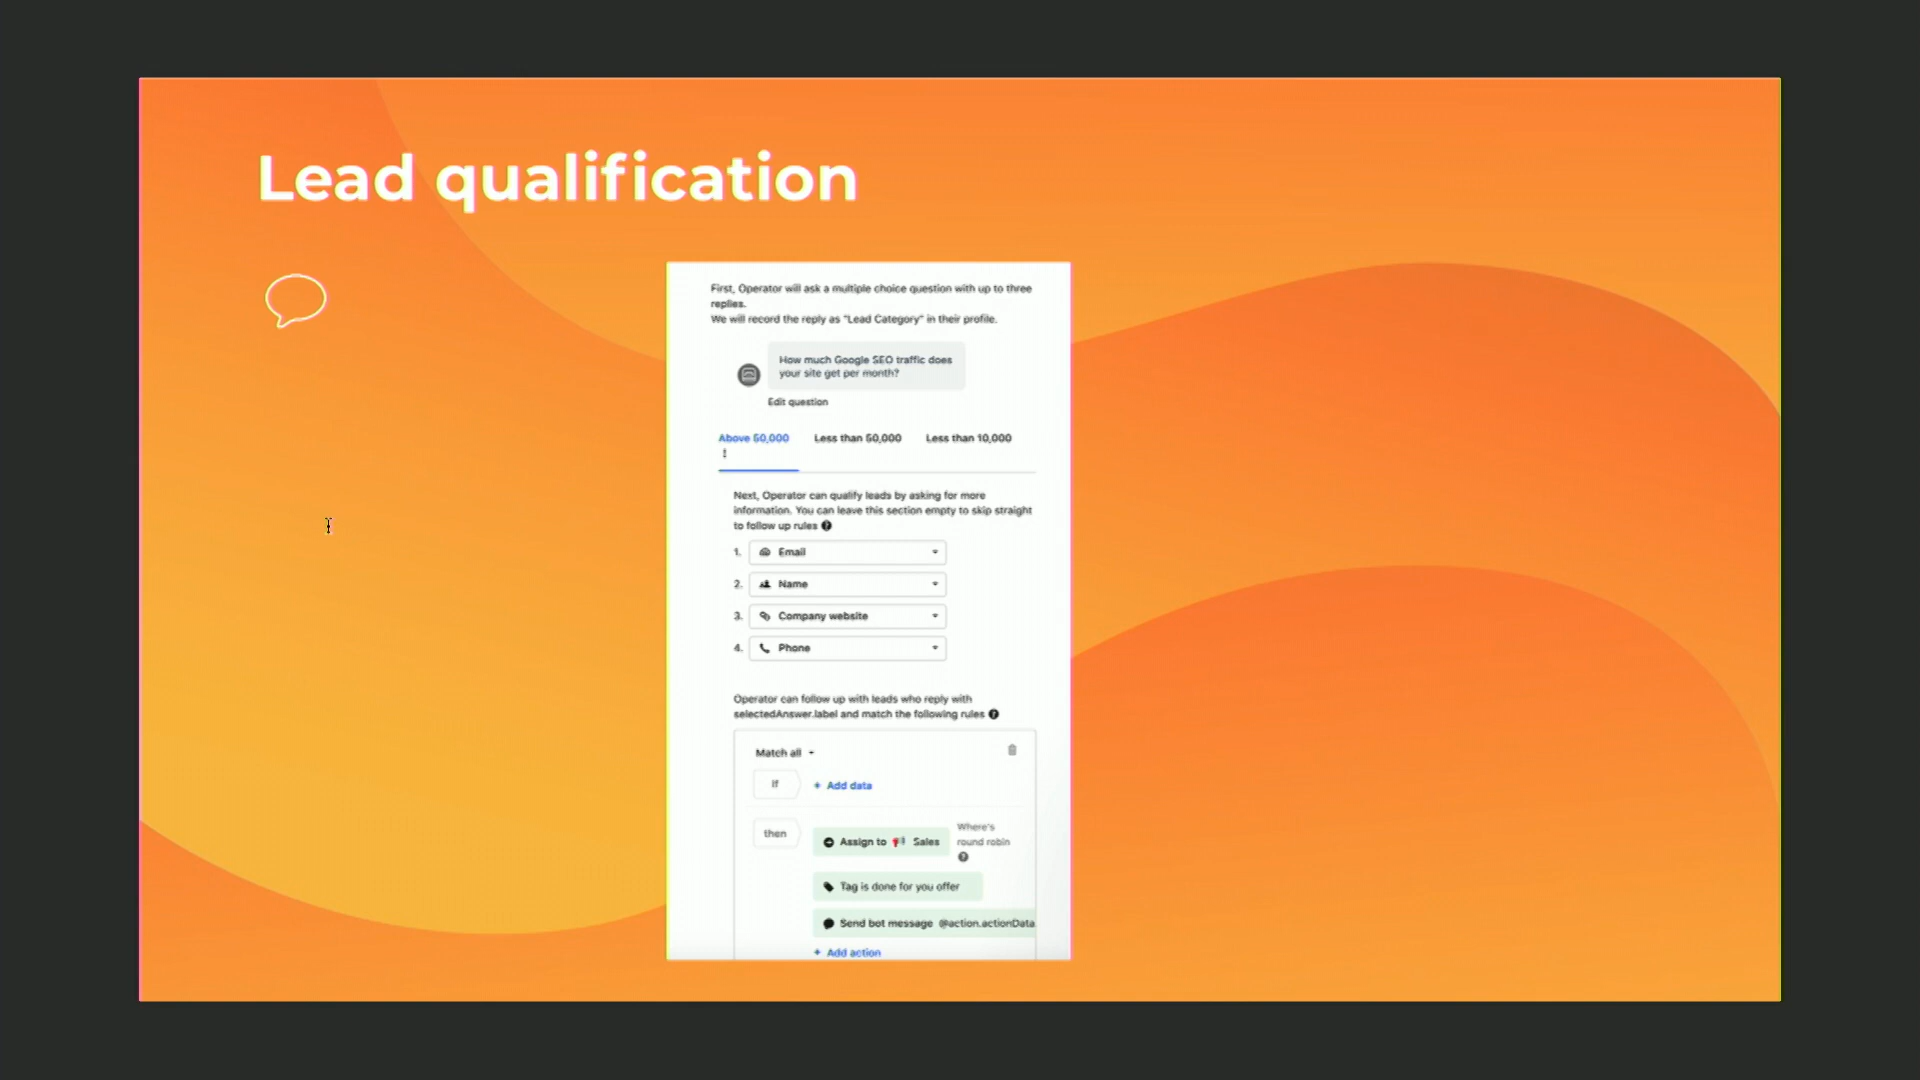 Lead qualification
First, Operator will ask a multiple choice question with up to three
replies.
We will record the reply as "Lead Category" in their profile.
How much Google SEO traffic does
your site get per month?
Edit question
Above 50,000 Less than 50,000 Less than 10,000
!
Next, Operator can qualify leads by asking for more
information. You can leave this section empty to skip straight
to follow up rules ?
1. Email
2. Name
3. Company website
4. Phone
Operator can follow up with leads who reply with
selectedAnswer.label and match the following rules ?
Match all
If + Add data
then Assign to Sales Where's
round robin
?
Tag is done for you offer
Send bot message @action.actionData.
+ Add action